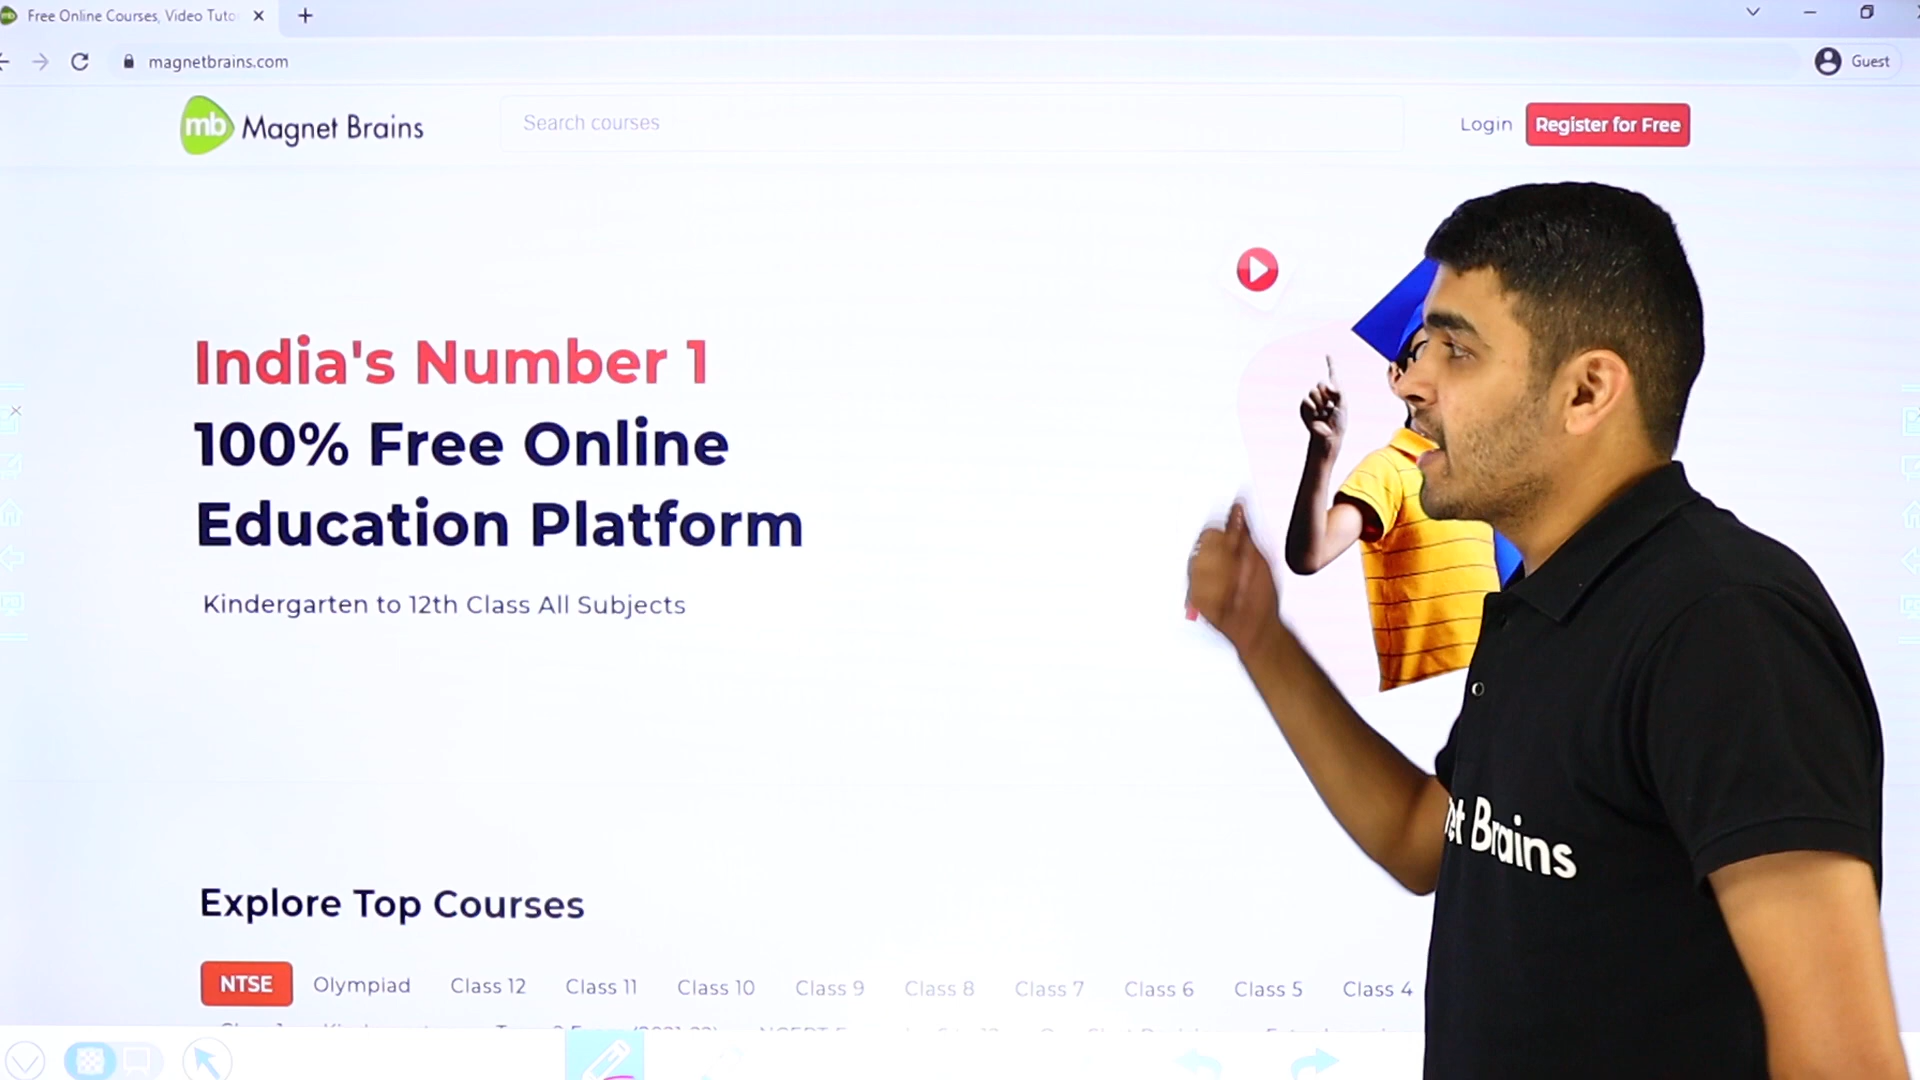 Free Online Courses, Video Tuto
magnetbrains.com
Guest
mb Magnet Brains
Search courses
Login
Register for Free
India's Number 1
100% Free Online
Education Platform
Kindergarten to 12th Class All Subjects
Brains
Explore Top Courses
NTSE Olympiad Class 12 Class 11 Class 10 Class 9 Class 8 Class 7 Class 6 Class 5 Class 4